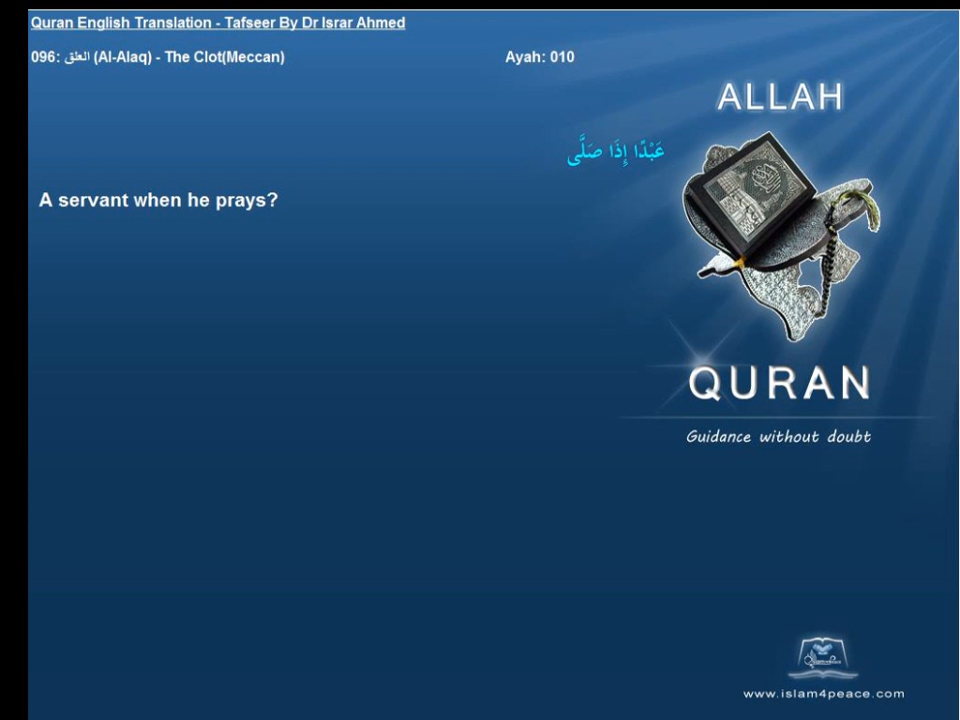 Quran English Translation - Tafseer By Dr Israr Ahmed
096: العلق (Al-Alaq) - The Clot(Meccan)
Ayah: 010
ALLAH
عَبْدًا إِذَا صَلَّى
A servant when he prays?
QURAN
Guidance without doubt
www.islam4peace.com